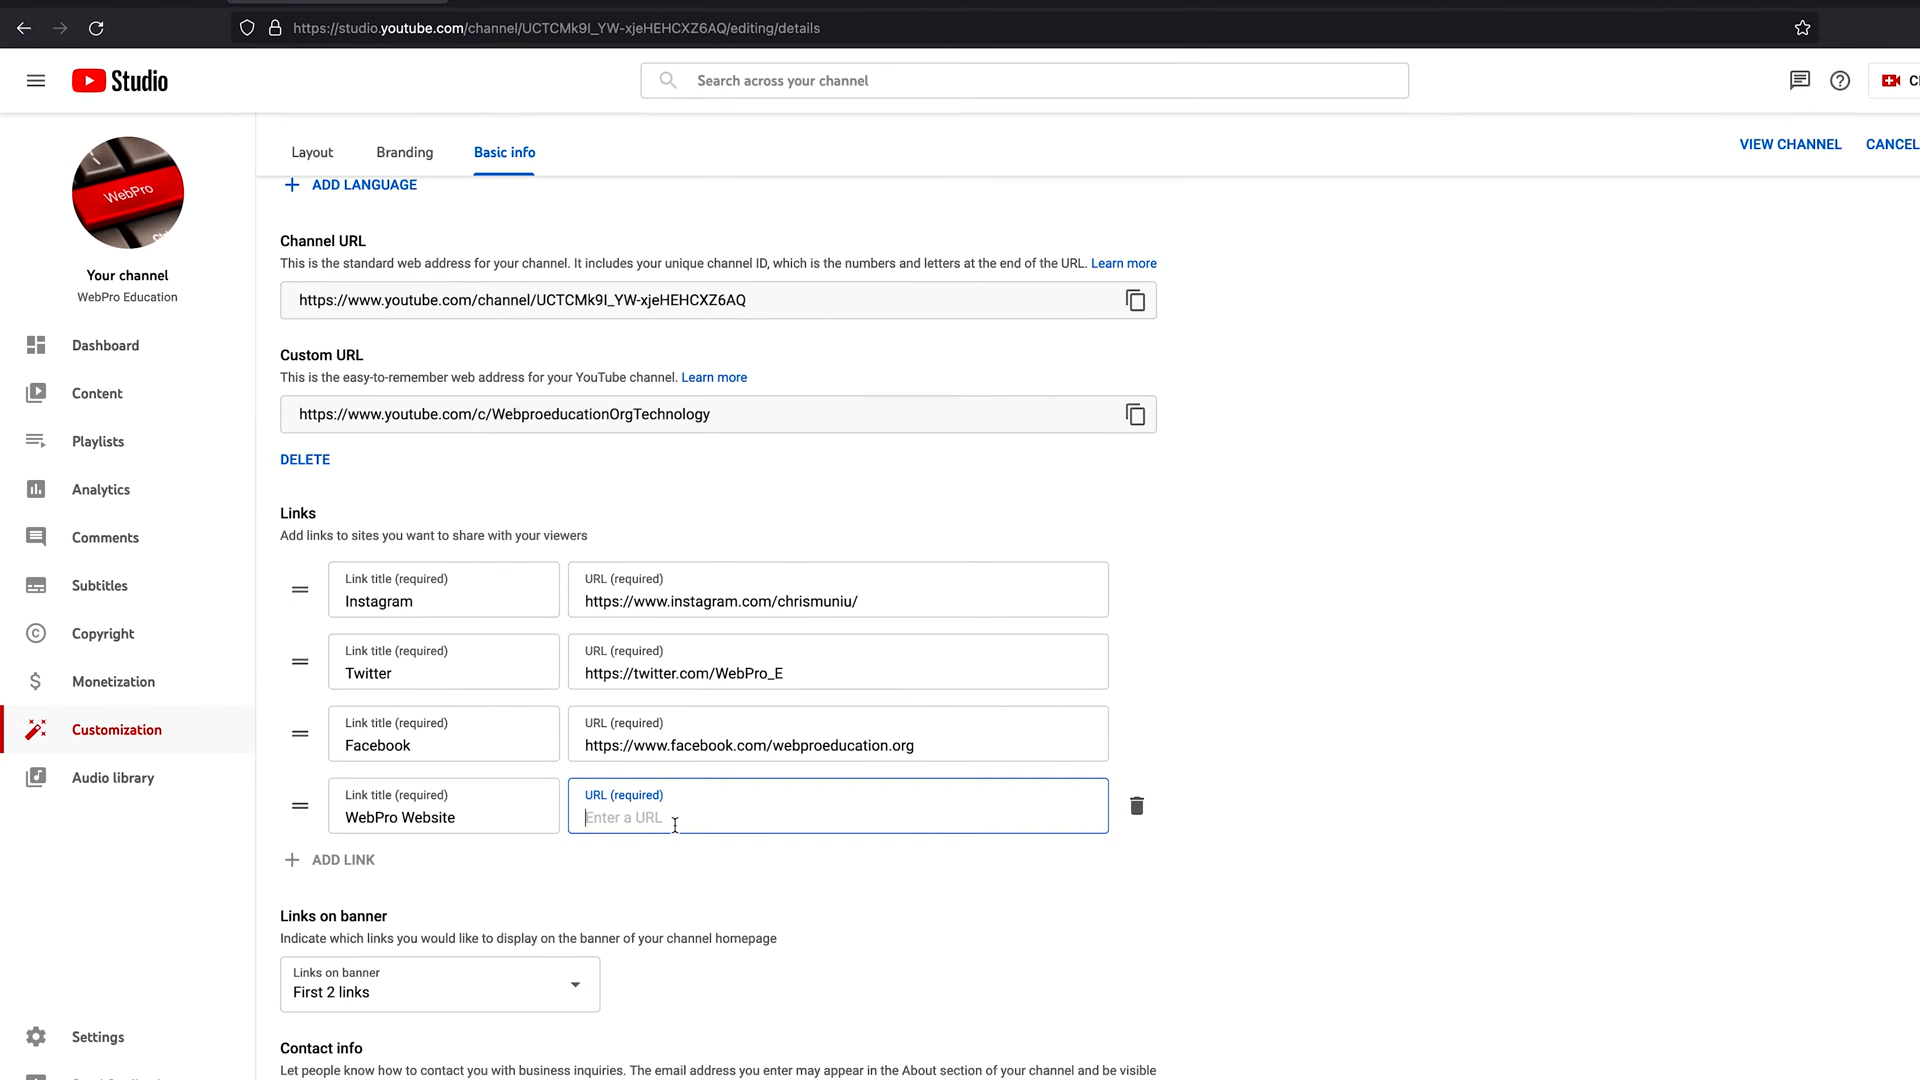 https://studio.youtube.com/channel/UCTCMk9I_YW-xjeHEHCXZ6AQ/editing/details
Studio
Search across your channel
WebPro
Your channel
WebPro Education
Dashboard
Content
Playlists
Analytics
Comments
Subtitles
Copyright
Monetization
Customization
Audio library
Settings
Layout
Branding
Basic info
VIEW CHANNEL
CANCEL
ADD LANGUAGE
Channel URL
This is the standard web address for your channel. It includes your unique channel ID, which is the numbers and letters at the end of the URL. Learn more
https://www.youtube.com/channel/UCTCMk9I_YW-xjeHEHCXZ6AQ
Custom URL
This is the easy-to-remember web address for your YouTube channel. Learn more
https://www.youtube.com/c/WebproeducationOrgTechnology
DELETE
Links
Add links to sites you want to share with your viewers
Link title (required)
Instagram
URL (required)
https://www.instagram.com/chrismuniu/
Link title (required)
Twitter
URL (required)
https://twitter.com/WebPro_E
Link title (required)
Facebook
URL (required)
https://www.facebook.com/webproeducation.org
Link title (required)
WebPro Website
URL (required)
Enter a URL
ADD LINK
Links on banner
Indicate which links you would like to display on the banner of your channel homepage
Links on banner
First 2 links
Contact info
Let people know how to contact you with business inquiries. The email address you enter may appear in the About section of your channel and be visible